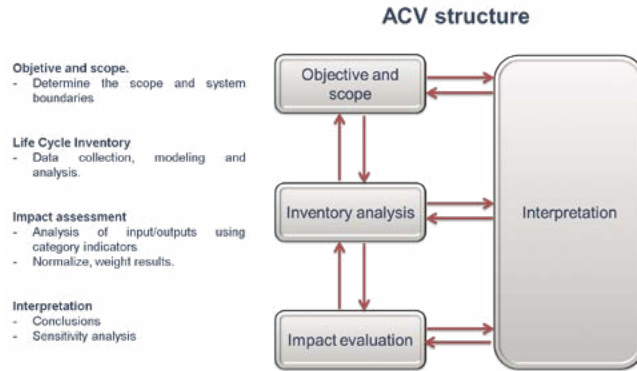 ACV structure
Objetive and scope.
- Determine the scope and system
boundaries
Life Cycle Inventory
- Data collection, modeling and
analysis.
Impact assessment
- Analysis of input/outputs using
category indicators
- Normalize, weight results.
Interpretation
- Conclusions
- Sensitivity analysis
Objective and
scope
Inventory analysis
Impact evaluation
Interpretation